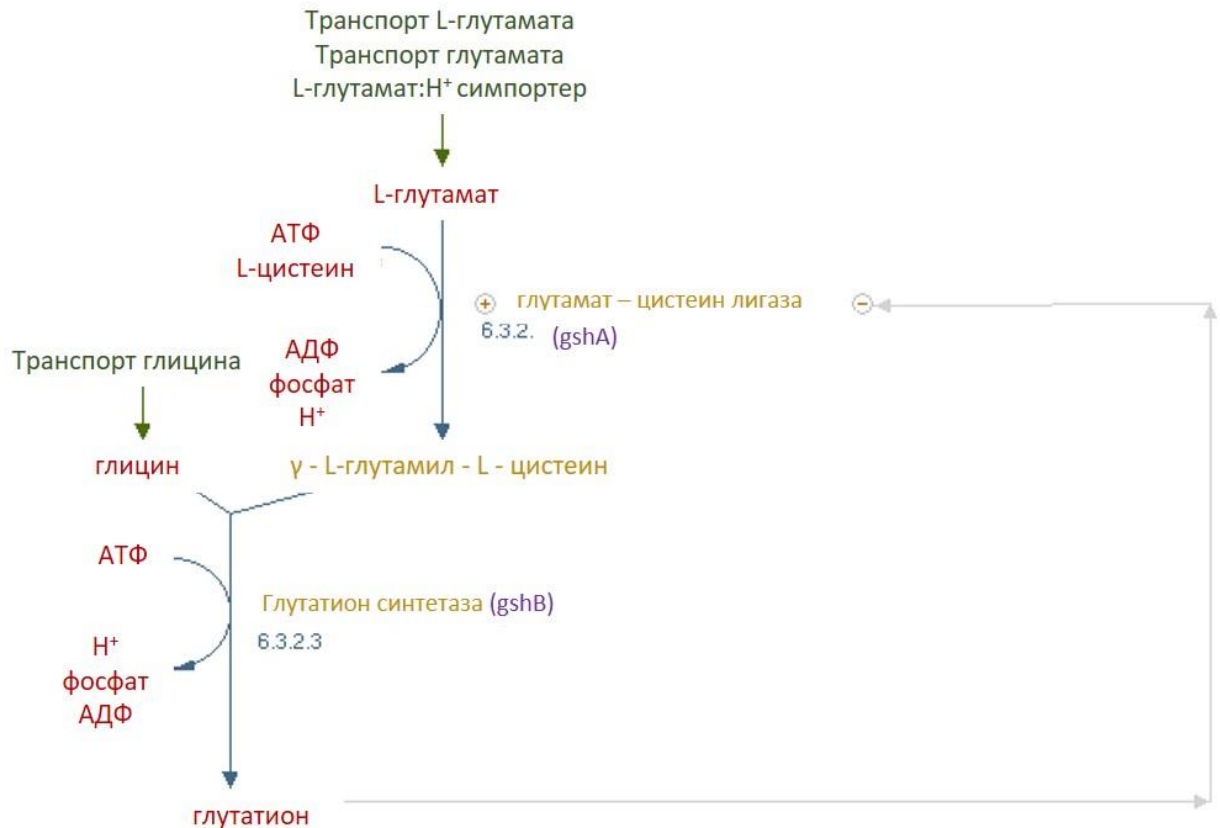 Транспорт L-глутамата
Транспорт глутамата
L-глутамат:H⁺ симпортер
L-глутамат
АТФ
L-цистеин
+ глутамат – цистеин лигаза −
6.3.2. (gshA)
АДФ
фосфат
H⁺
Транспорт глицина
глицин
γ - L-глутамил - L - цистеин
АТФ
Глутатион синтетаза (gshB)
6.3.2.3
H⁺
фосфат
АДФ
глутатион